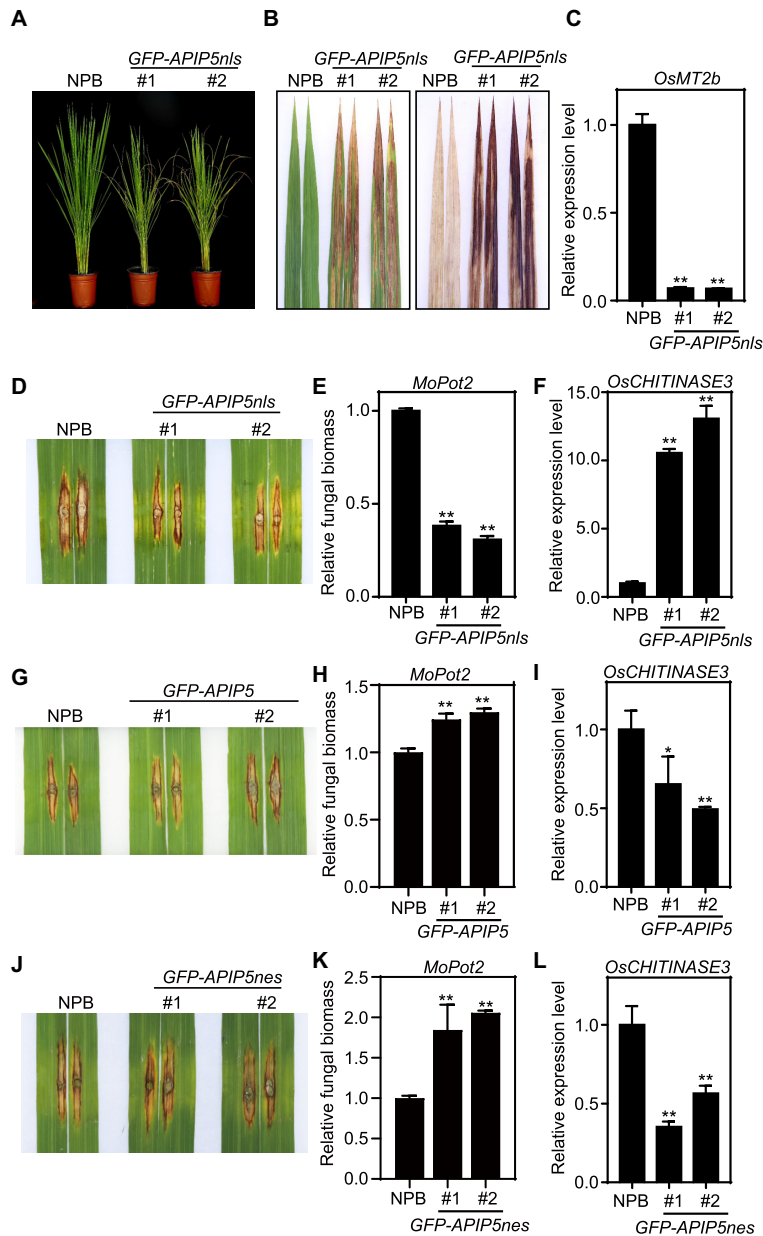 A
GFP-APIP5nls
NPB #1 #2
B
GFP-APIP5nls GFP-APIP5nls
NPB #1 #2 NPB #1 #2
C
OsMT2b
Relative expression level
1.0
0.5
0.0
** **
NPB #1 #2
GFP-APIP5nls
D
GFP-APIP5nls
NPB #1 #2
E
MoPot2
Relative fungal biomass
1.0
0.5
0.0
** **
NPB #1 #2
GFP-APIP5nls
F
OsCHITINASE3
Relative expression level
15.0
10.0
5.0
0.0
** **
NPB #1 #2
GFP-APIP5nls
G
GFP-APIP5
NPB #1 #2
H
MoPot2
Relative fungal biomass
1.5
1.0
0.5
0.0
** **
NPB #1 #2
GFP-APIP5
I
OsCHITINASE3
Relative expression level
1.0
0.5
0.0
* **
NPB #1 #2
GFP-APIP5
J
GFP-APIP5nes
NPB #1 #2
K
MoPot2
Relative fungal biomass
2.5
2.0
1.5
1.0
0.5
0.0
** **
NPB #1 #2
GFP-APIP5nes
L
OsCHITINASE3
Relative expression level
1.0
0.5
0.0
** **
NPB #1 #2
GFP-APIP5nes